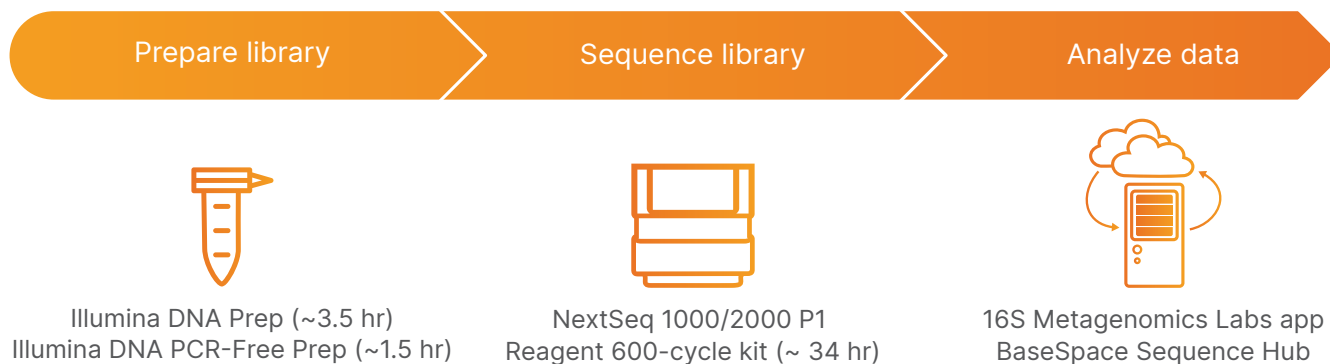 Prepare library
Sequence library
Analyze data
Illumina DNA Prep (~3.5 hr)
Illumina DNA PCR-Free Prep (~1.5 hr)
NextSeq 1000/2000 P1
Reagent 600-cycle kit (~ 34 hr)
16S Metagenomics Labs app
BaseSpace Sequence Hub